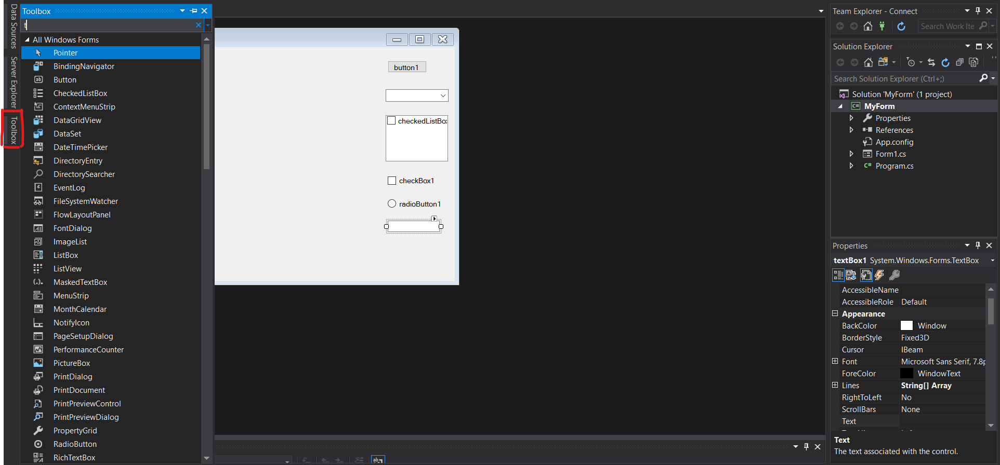 Data Sources
Server Explorer
Toolbox
Toolbox
t
All Windows Forms
Pointer
BindingNavigator
Button
CheckedListBox
ContextMenuStrip
DataGridView
DataSet
DateTimePicker
DirectoryEntry
DirectorySearcher
EventLog
FileSystemWatcher
FlowLayoutPanel
FontDialog
ImageList
ListBox
ListView
MaskedTextBox
MenuStrip
MonthCalendar
NotifyIcon
PageSetupDialog
PerformanceCounter
PictureBox
PrintDialog
PrintDocument
PrintPreviewControl
PrintPreviewDialog
PropertyGrid
RadioButton
RichTextBox
button1
checkedListBo
checkBox1
radioButton1
Team Explorer - Connect
Search Work Ite
Solution Explorer
Search Solution Explorer (Ctrl+;)
Solution 'MyForm' (1 project)
C# MyForm
Properties
References
App.config
Form1.cs
C# Program.cs
Properties
textBox1 System.Windows.Forms.TextBox
AccessibleName
AccessibleRole Default
Appearance
BackColor Window
BorderStyle Fixed3D
Cursor IBeam
Font Microsoft Sans Serif, 7.8p
ForeColor WindowText
Lines String[] Array
RightToLeft No
ScrollBars None
Text
Text
The text associated with the control.